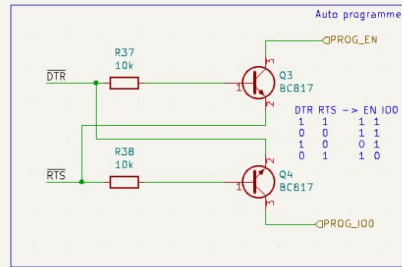 Auto programme
PROG_EN
R37
10k
DTR
3
Q3
BC817
1
2
DTR RTS -> EN IO0
1 1 1 1
0 0 1 1
1 0 0 1
0 1 1 0
R38
10k
RTS
2
Q4
BC817
1
3
PROG_IO0